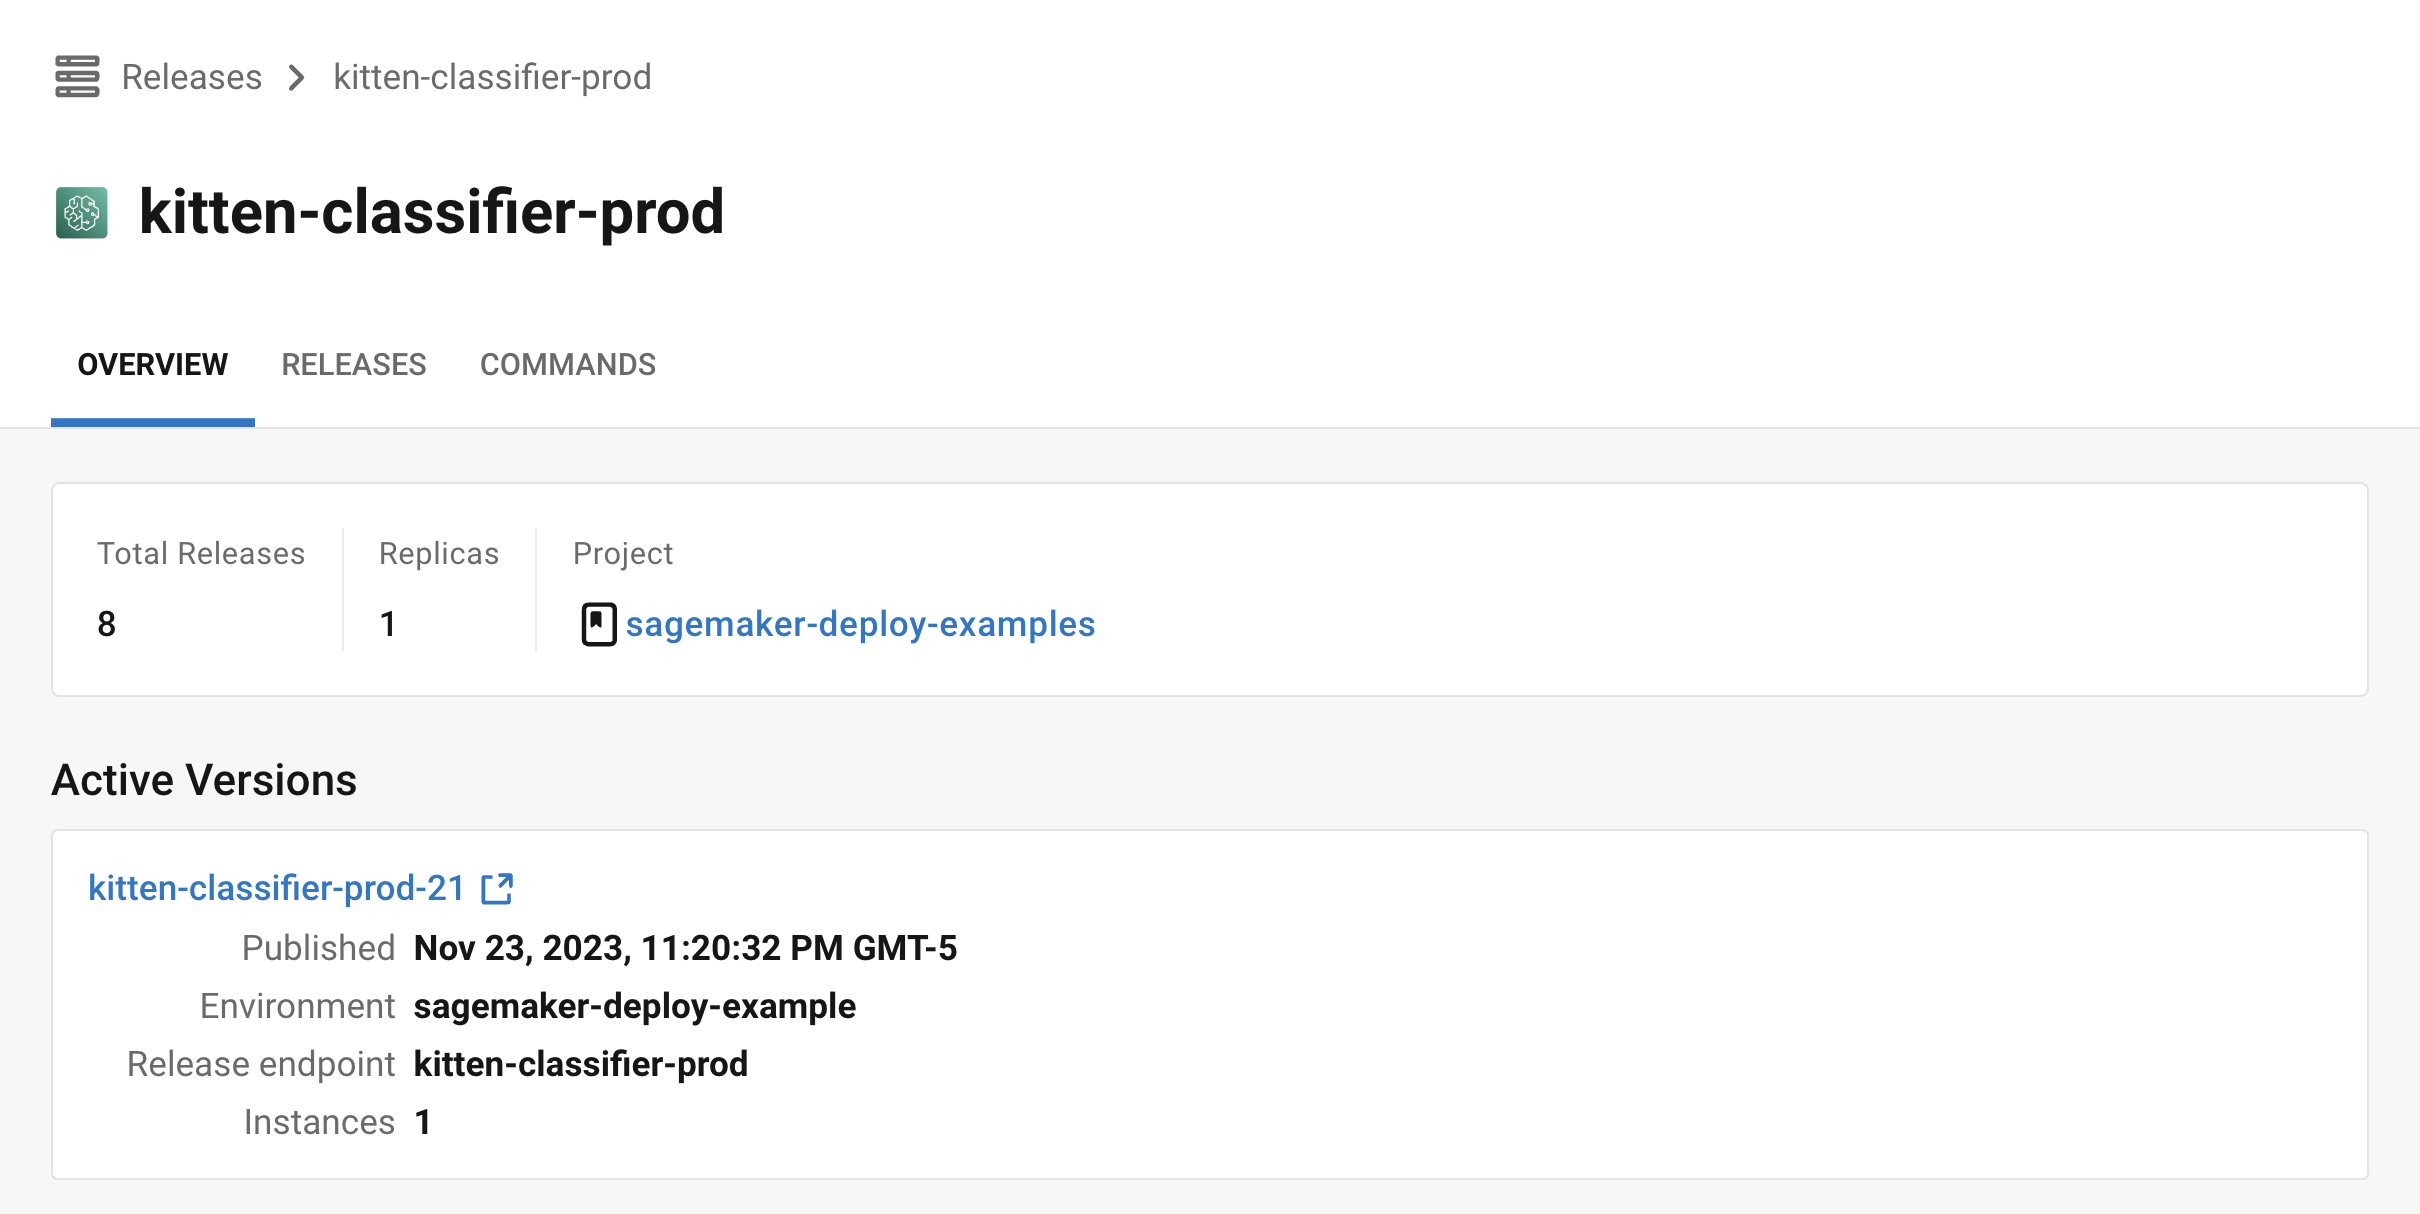 Releases > kitten-classifier-prod
kitten-classifier-prod
OVERVIEW RELEASES COMMANDS
Total Releases Replicas Project
8 1 sagemaker-deploy-examples
Active Versions
kitten-classifier-prod-21
Published Nov 23, 2023, 11:20:32 PM GMT-5
Environment sagemaker-deploy-example
Release endpoint kitten-classifier-prod
Instances 1